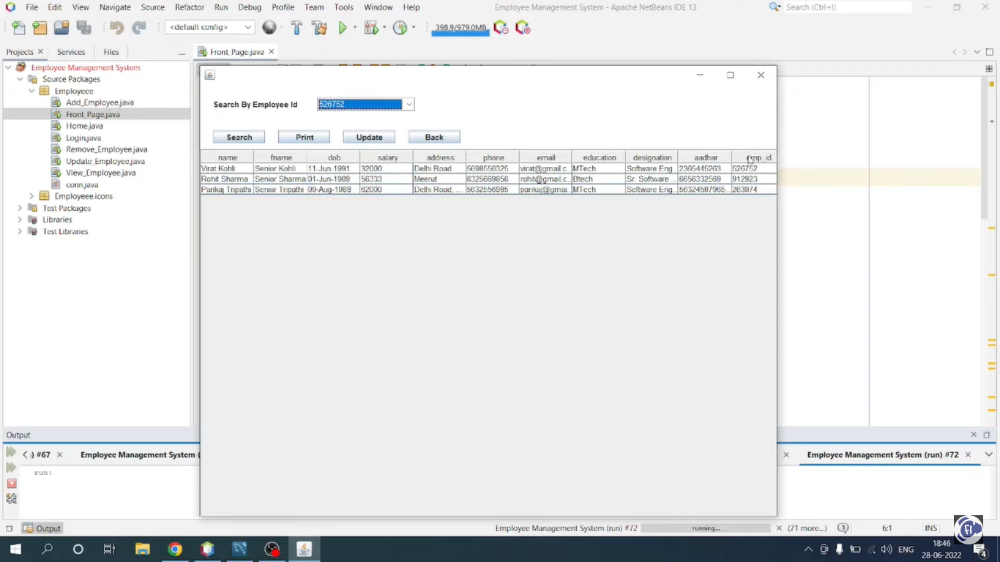 File Edit View Navigate Source Refactor Run Debug Profile Team Tools Window Help Employee Management System - Apache NetBeans IDE 13 Search (Ctrl+I)
<default config> 398.9/979.0MB
Projects Services Files Front_Page.java
Employee Management System
Source Packages
Employeee
Add_Employee.java
Front_Page.java
Home.java
Login.java
Remove_Employee.java
Update_Employee.java
View_Employee.java
conn.java
Employeee.icons
Test Packages
Libraries
Test Libraries
Search By Employee Id 526752
Search Print Update Back
name fname dob salary address phone email education designation aadhar emp_id
Virat Kohli Senior Kohli 11-Jun-1991 32000 Delhi Road 5698556325 virat@gmail.c... MTech Software Eng... 2365445263 526752
Rohit Sharma Senior Sharma 01-Jun-1989 56333 Meerut 6325669856 rohit@gmail.c... Btech Sr. Software ... 6656332569 912923
Pankaj Tripathi Senior Tripathi 09-Aug-1988 62000 Delhi Road, ... 5632556985 pankaj@gmai... MTech Software Eng... 56324587965... 263974
Output
#67 Employee Management System ( Employee Management System (run) #72
run:
Output Employee Management System (run) #72 running... (71 more...) 6:1 INS
ENG 18:46
28-06-2022
4